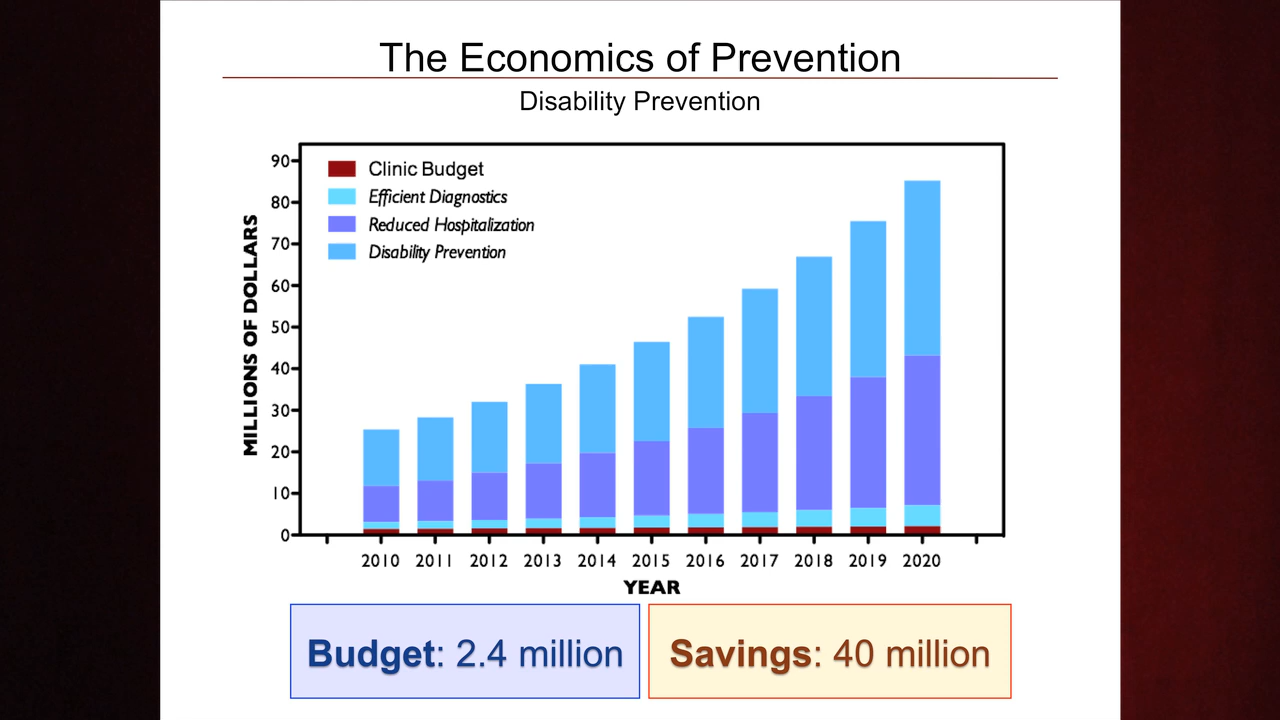 The Economics of Prevention
Disability Prevention
Clinic Budget
Efficient Diagnostics
Reduced Hospitalization
Disability Prevention
MILLIONS OF DOLLARS
90
80
70
60
50
40
30
20
10
0
2010 2011 2012 2013 2014 2015 2016 2017 2018 2019 2020
YEAR
Budget: 2.4 million
Savings: 40 million